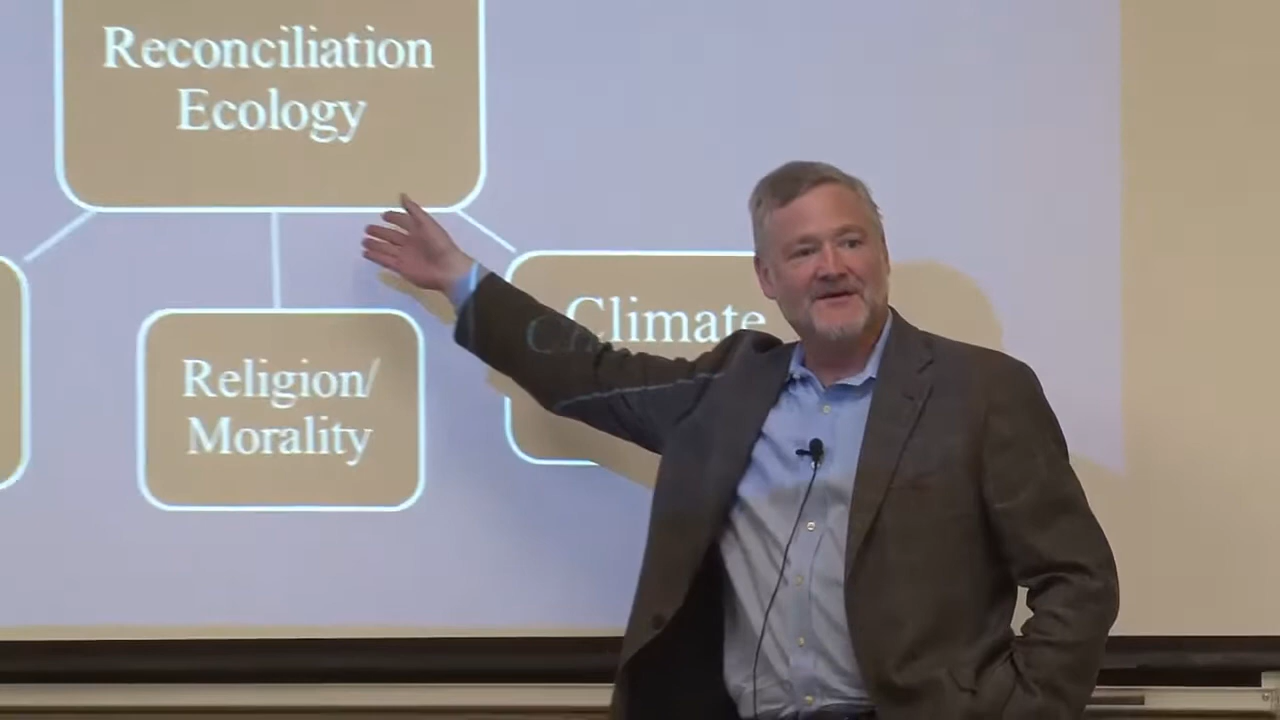 Reconciliation
Ecology
Religion/
Morality
Climate